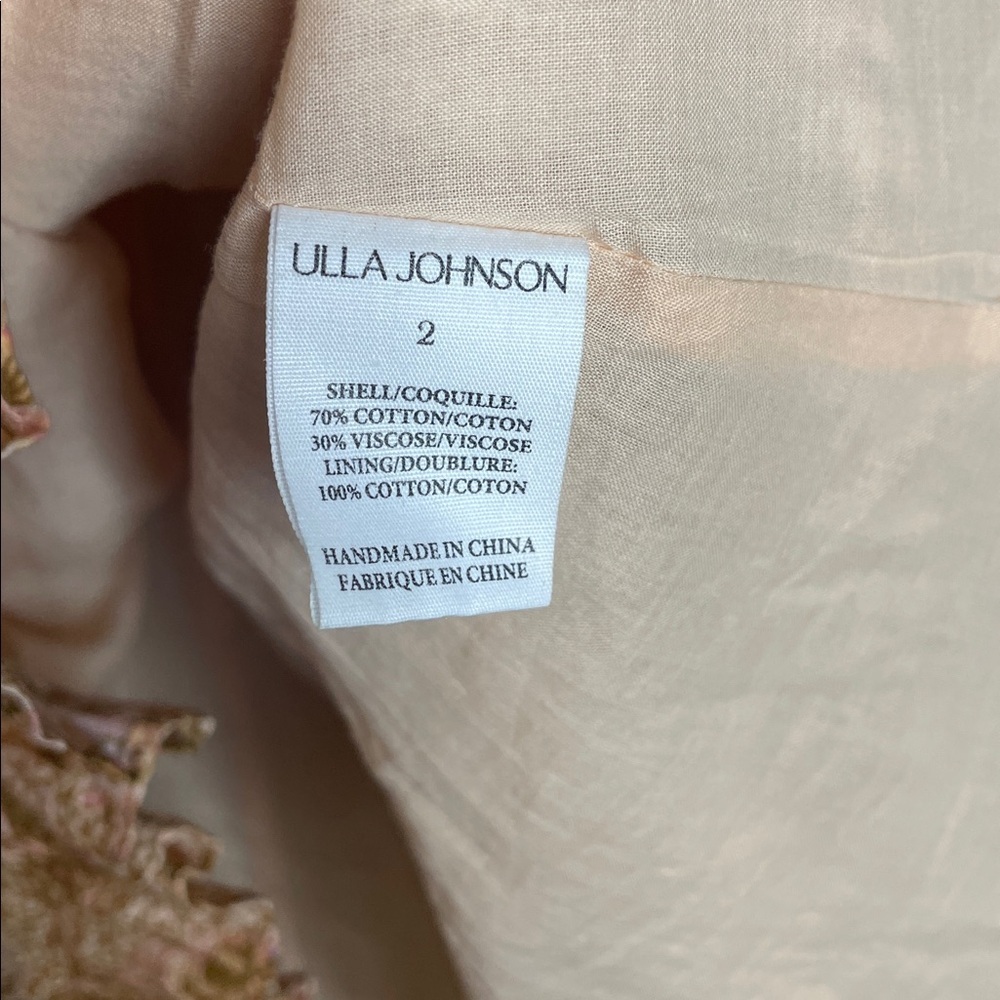 ULLA JOHNSON
2
SHELL/COQUILLE:
70% COTTON/COTON
30% VISCOSE/VISCOSE
LINING/DOUBLURE:
100% COTTON/COTON
HANDMADE IN CHINA
FABRIQUE EN CHINE